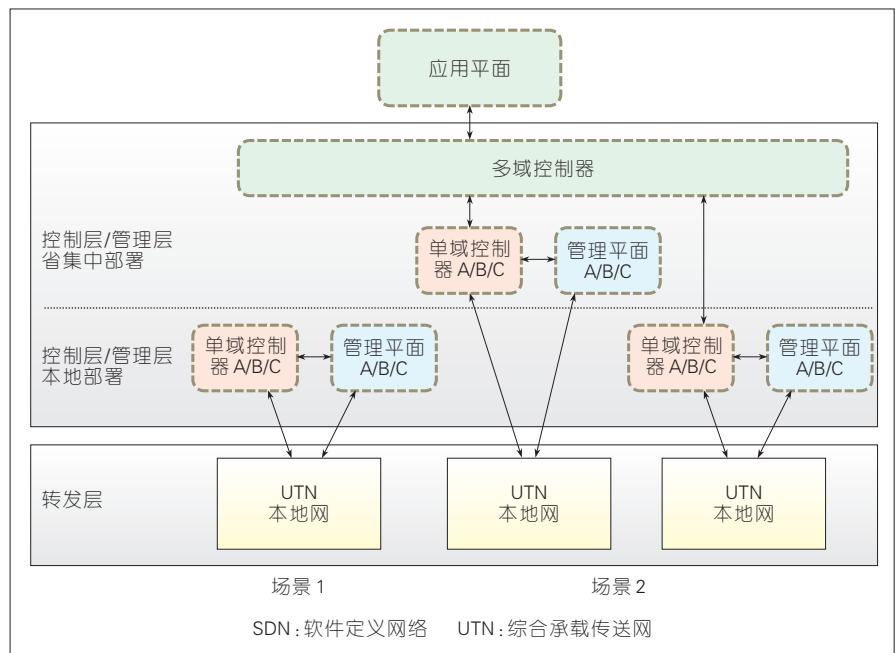 应用平面
多域控制器
控制层/管理层
省集中部署
单域控制
器 A/B/C
管理平面
A/B/C
控制层/管理层
本地部署
单域控制
器 A/B/C
管理平面
A/B/C
单域控制
器 A/B/C
管理平面
A/B/C
转发层
UTN
本地网
UTN
本地网
UTN
本地网
场景 1
场景 2
SDN:软件定义网络 UTN:综合承载传送网